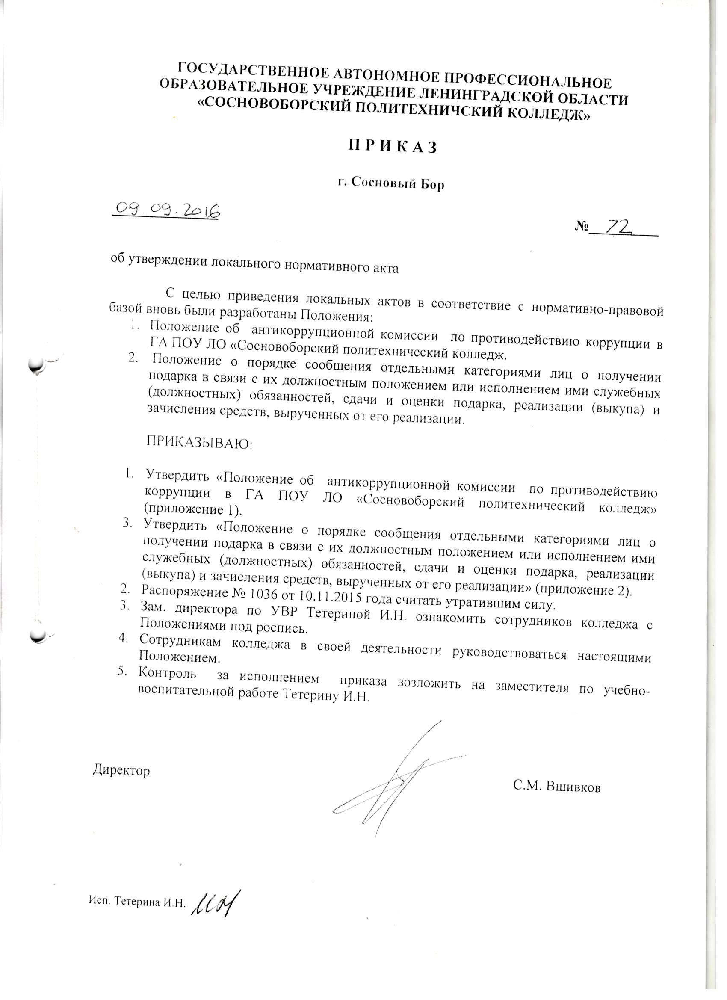 ГОСУДАРСТВЕННОЕ АВТОНОМНОЕ ПРОФЕССИОНАЛЬНОЕ
ОБРАЗОВАТЕЛЬНОЕ УЧРЕЖДЕНИЕ ЛЕНИНГРАДСКОЙ ОБЛАСТИ
«СОСНОВОБОРСКИЙ ПОЛИТЕХНИЧСКИЙ КОЛЛЕДЖ»
П Р И К А З
г. Сосновый Бор
09.09.2016
№ 72
об утверждении локального нормативного акта
С целью приведения локальных актов в соответствие с нормативно-правовой
базой вновь были разработаны Положения:
1. Положение об антикоррупционной комиссии по противодействию коррупции в
ГА ПОУ ЛО «Сосновоборский политехнический колледж.
2. Положение о порядке сообщения отдельными категориями лиц о получении
подарка в связи с их должностным положением или исполнением ими служебных
(должностных) обязанностей, сдачи и оценки подарка, реализации (выкупа) и
зачисления средств, вырученных от его реализации.
ПРИКАЗЫВАЮ:
1. Утвердить «Положение об антикоррупционной комиссии по противодействию
коррупции в ГА ПОУ ЛО «Сосновоборский политехнический колледж»
(приложение 1).
3. Утвердить «Положение о порядке сообщения отдельными категориями лиц о
получении подарка в связи с их должностным положением или исполнением ими
служебных (должностных) обязанностей, сдачи и оценки подарка, реализации
(выкупа) и зачисления средств, вырученных от его реализации» (приложение 2).
2. Распоряжение № 1036 от 10.11.2015 года считать утратившим силу.
3. Зам. директора по УВР Тетериной И.Н. ознакомить сотрудников колледжа с
Положениями под роспись.
4. Сотрудникам колледжа в своей деятельности руководствоваться настоящими
Положением.
5. Контроль за исполнением приказа возложить на заместителя по учебно-
воспитательной работе Тетерину И.Н.
Директор
С.М. Вшивков
Исп. Тетерина И.Н.